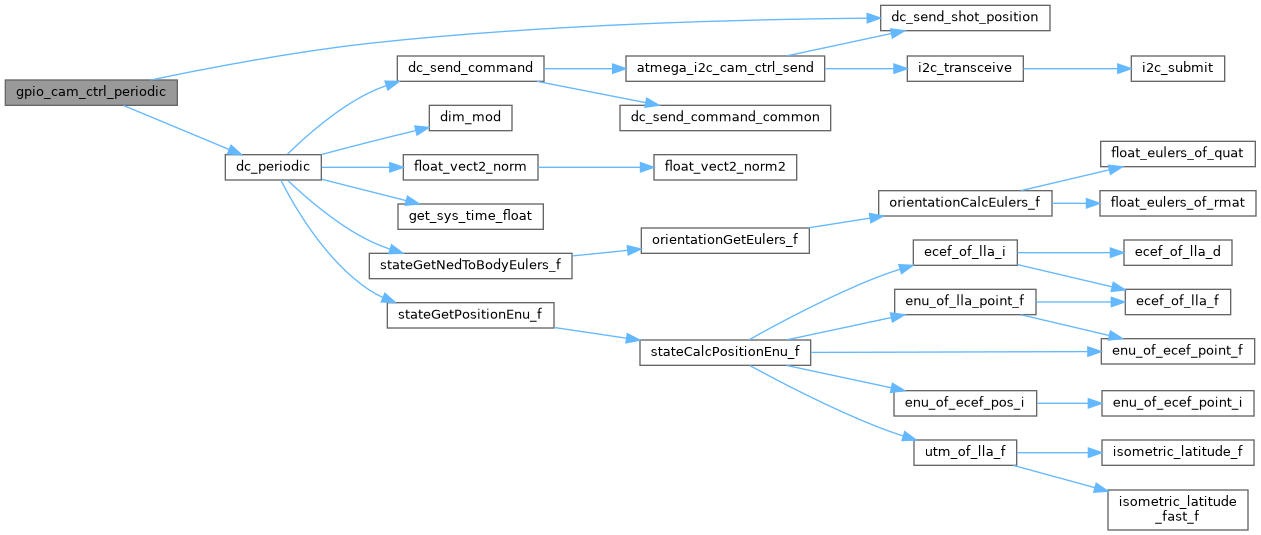 gpio_cam_ctrl_periodic
dc_send_shot_position
dc_periodic
dc_send_command
atmega_i2c_cam_ctrl_send
i2c_transceive
i2c_submit
dc_send_command_common
dim_mod
float_vect2_norm
float_vect2_norm2
get_sys_time_float
stateGetNedToBodyEulers_f
orientationGetEulers_f
orientationCalcEulers_f
float_eulers_of_quat
float_eulers_of_rmat
stateGetPositionEnu_f
stateCalcPositionEnu_f
ecef_of_lla_i
ecef_of_lla_d
ecef_of_lla_f
enu_of_lla_point_f
enu_of_ecef_point_f
enu_of_ecef_pos_i
enu_of_ecef_point_i
utm_of_lla_f
isometric_latitude_f
isometric_latitude
_fast_f